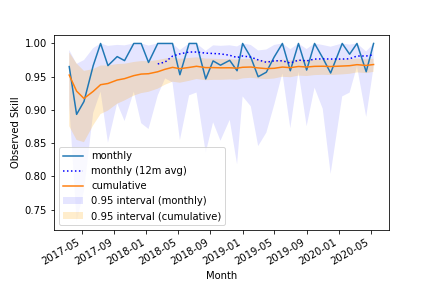 1.00
0.95
0.90
0.85
0.80
0.75
Observed Skill
monthly
monthly (12m avg)
cumulative
0.95 interval (monthly)
0.95 interval (cumulative)
2017-05
2017-09
2018-01
2018-05
2018-09
2019-01
2019-05
2019-09
2020-01
2020-05
Month